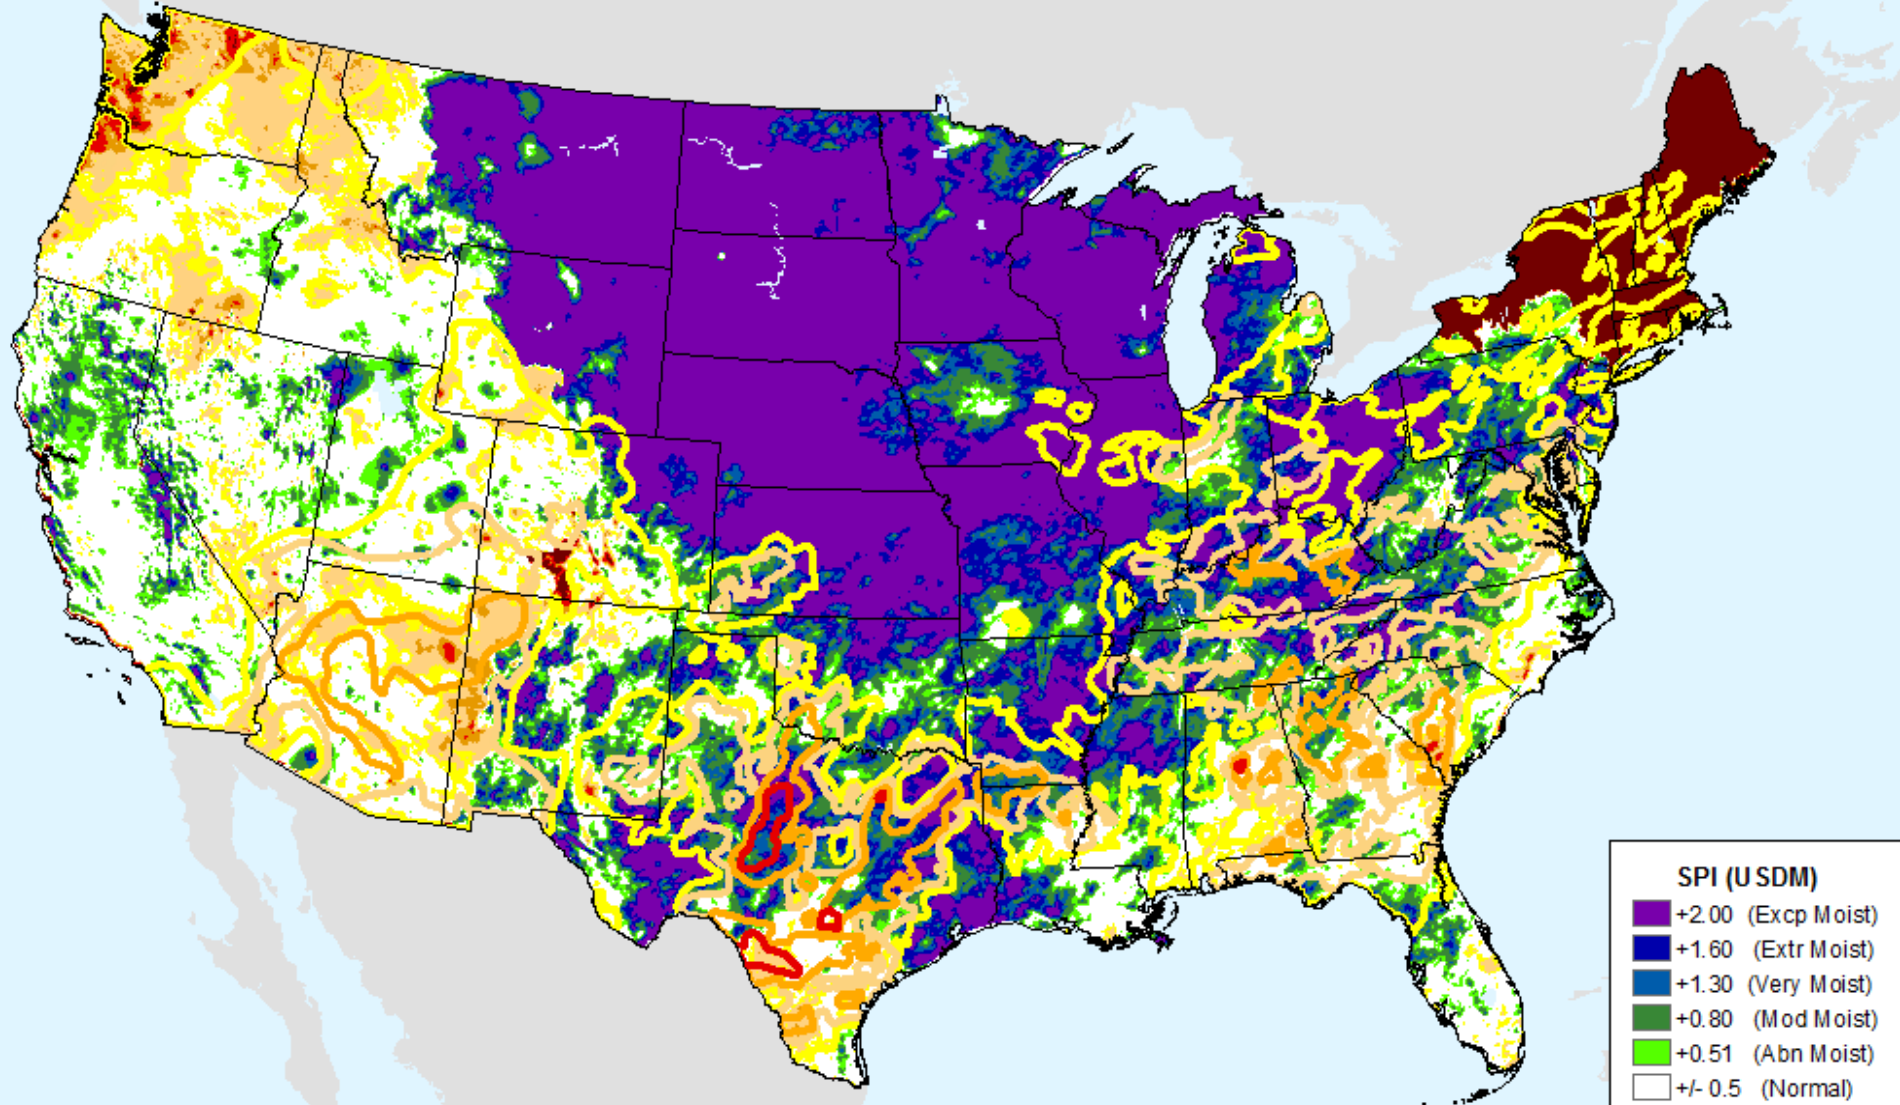 SPI (USDM)
+2.00 (Excp Moist)
+1.60 (Extr Moist)
+1.30 (Very Moist)
+0.80 (Mod Moist)
+0.51 (Abn Moist)
+/- 0.5 (Normal)